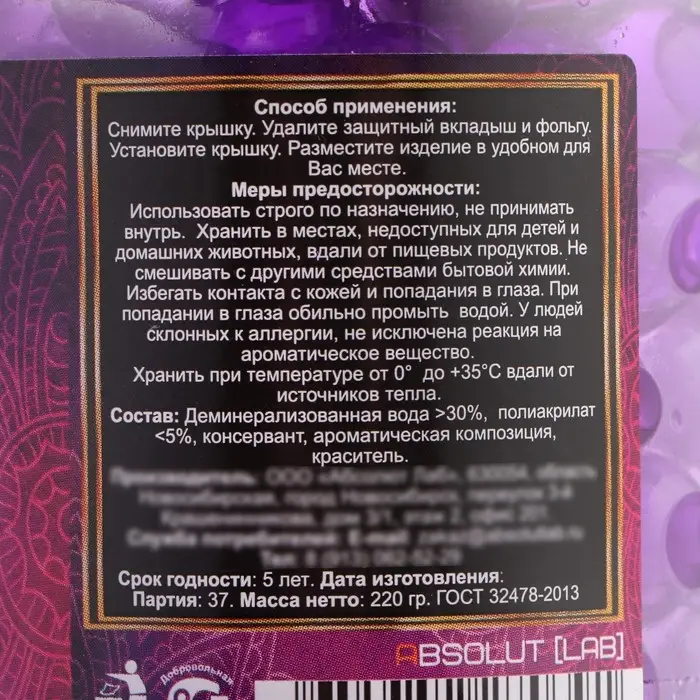 Способ применения:
Снимите крышку. Удалите защитный вкладыш и фольгу.
Установите крышку. Разместите изделие в удобном для
Вас месте.
Меры предосторожности:
Использовать строго по назначению, не принимать
внутрь. Хранить в местах, недоступных для детей и
домашних животных, вдали от пищевых продуктов. Не
смешивать с другими средствами бытовой химии.
Избегать контакта с кожей и попадания в глаза. При
попадании в глаза обильно промыть водой. У людей
склонных к аллергии, не исключена реакция на
ароматическое вещество.
Хранить при температуре от 0° до +35°С вдали от
источников тепла.
Состав: Деминерализованная вода >30%, полиакрилат
<5%, консервант, ароматическая композиция,
краситель.
Срок годности: 5 лет. Дата изготовления:
Партия: 37. Масса нетто: 220 гр. ГОСТ 32478-2013
ABSOLUT [LAB]
Добровольная